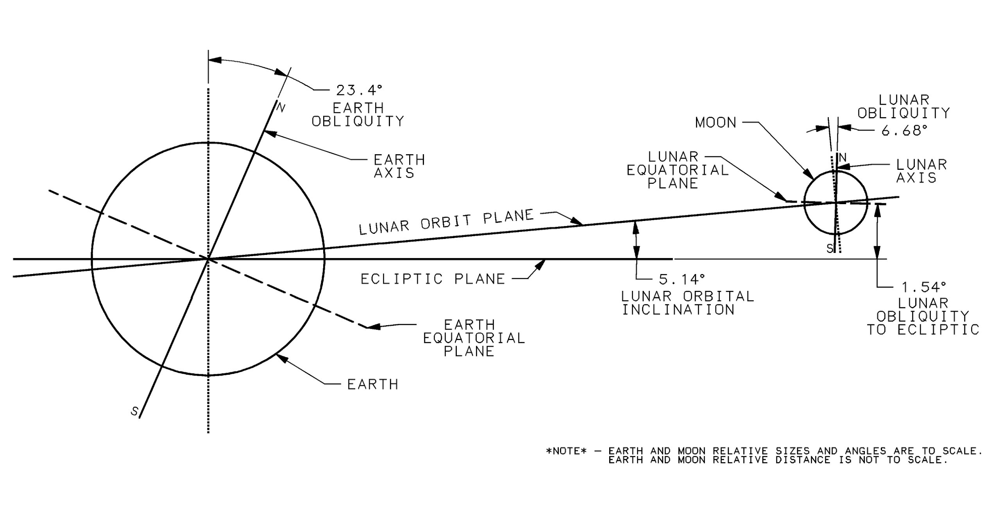 23.4°
EARTH
OBLIQUITY
N
EARTH
AXIS
LUNAR
OBLIQUITY
6.68°
MOON
LUNAR
EQUATORIAL
PLANE
N
LUNAR
AXIS
LUNAR ORBIT PLANE
S
ECLIPTIC PLANE
5.14°
LUNAR ORBITAL
INCLINATION
1.54°
LUNAR
OBLIQUITY
TO ECLIPTIC
EARTH
EQUATORIAL
PLANE
EARTH
S
*NOTE* – EARTH AND MOON RELATIVE SIZES AND ANGLES ARE TO SCALE.
EARTH AND MOON RELATIVE DISTANCE IS NOT TO SCALE.